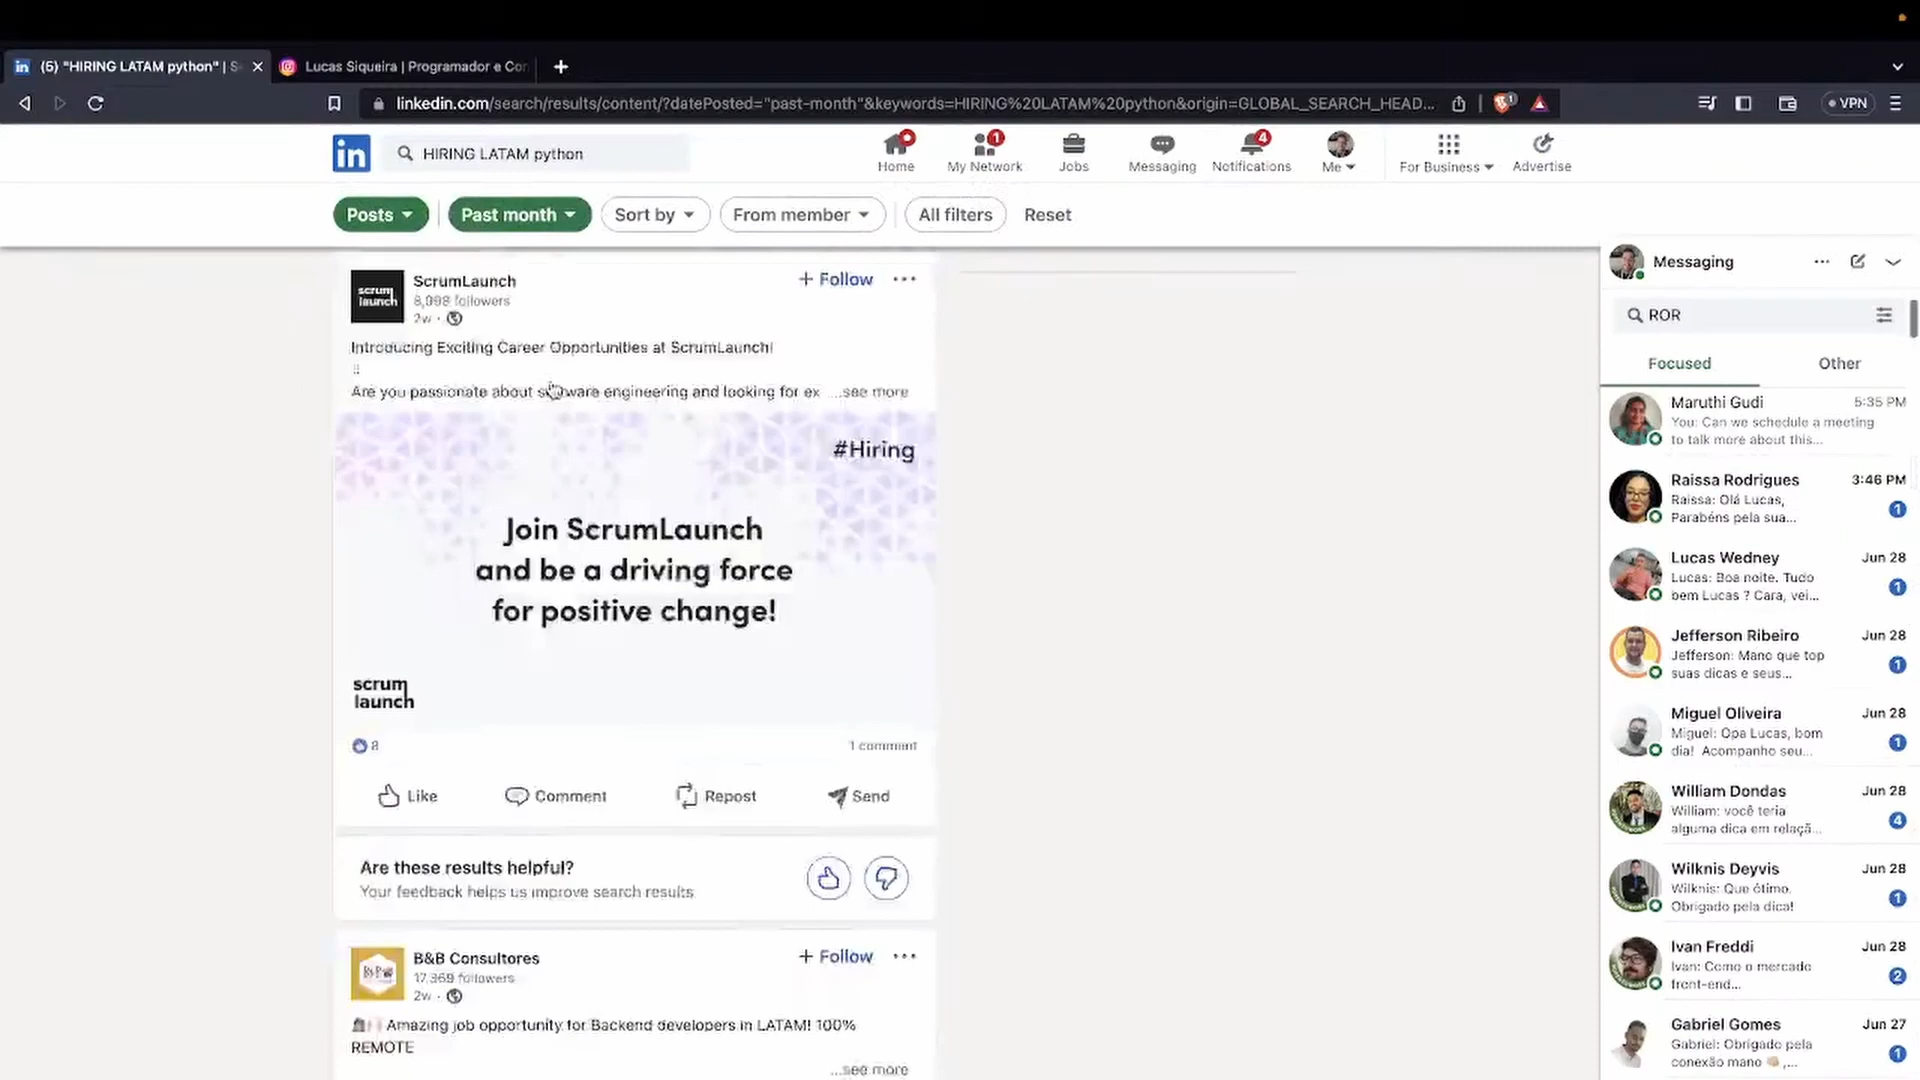 (5) "HIRING LATAM python" | S
Lucas Siqueira | Programador e Con
linkedin.com/search/results/content/?datePosted="past-month"&keywords=HIRING%20LATAM%20python&origin=GLOBAL_SEARCH_HEAD...
1
VPN
in
HIRING LATAM python
Home
1
My Network
Jobs
Messaging
4
Notifications
Me
For Business
Advertise
Posts
Past month
Sort by
From member
All filters
Reset
scrum
launch
ScrumLaunch
8,998 followers
2w •
+ Follow
Introducing Exciting Career Opportunities at ScrumLaunch!
Are you passionate about software engineering and looking for ex ...see more
#Hiring
Join ScrumLaunch
and be a driving force
for positive change!
scrum
launch
8
1 comment
Like
Comment
Repost
Send
Are these results helpful?
Your feedback helps us improve search results
B&B Consultores
17,369 followers
2w •
+ Follow
Amazing job opportunity for Backend developers in LATAM! 100%
REMOTE
...see more
Messaging
ROR
Focused
Other
Maruthi Gudi
5:35 PM
You: Can we schedule a meeting
to talk more about this...
Raissa Rodrigues
3:46 PM
Raissa: Olá Lucas,
Parabéns pela sua...
1
Lucas Wedney
Jun 28
Lucas: Boa noite. Tudo
bem Lucas ? Cara, vei...
1
Jefferson Ribeiro
Jun 28
Jefferson: Mano que top
suas dicas e seus...
1
Miguel Oliveira
Jun 28
Miguel: Opa Lucas, bom
dia! Acompanho seu...
1
William Dondas
Jun 28
William: você teria
alguma dica em relaçã...
4
Wilknis Deyvis
Jun 28
Wilknis: Que ótimo.
Obrigado pela dica!
1
Ivan Freddi
Jun 28
Ivan: Como o mercado
front-end...
2
Gabriel Gomes
Jun 27
Gabriel: Obrigado pela
conexão mano 👊🏼,...
1